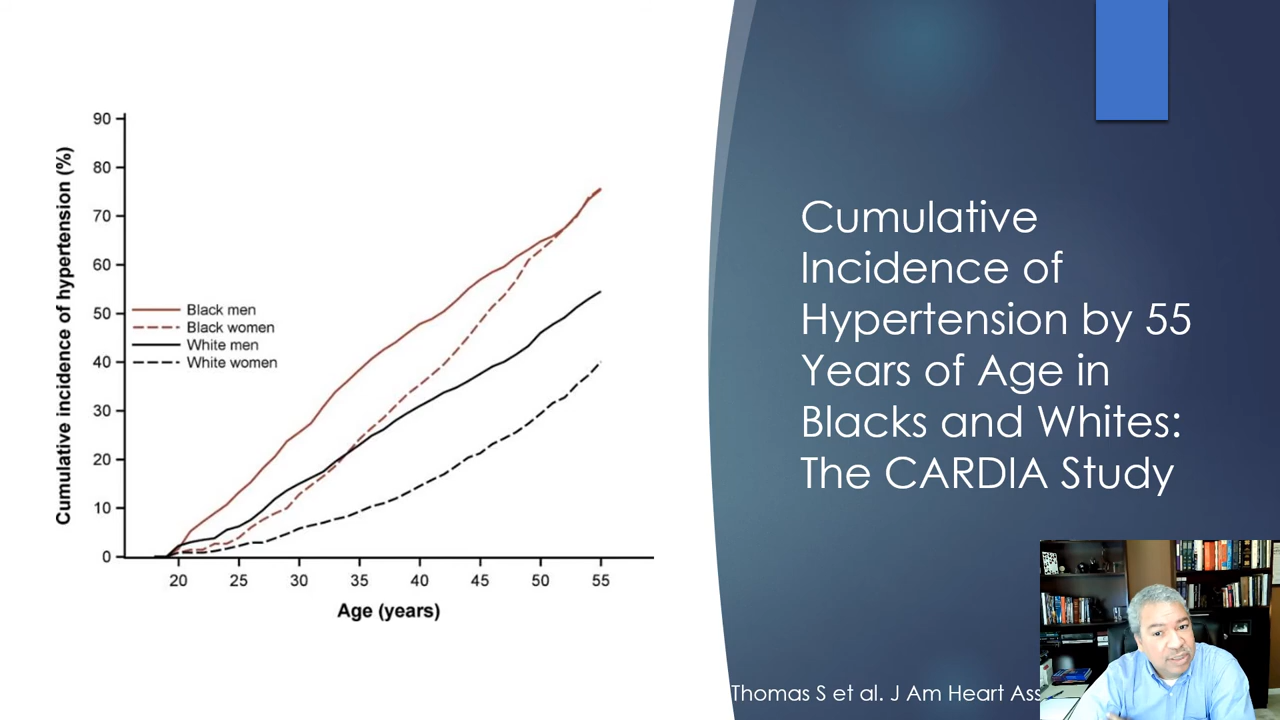 90
80
70
60
50
40
30
20
10
0
Cumulative incidence of hypertension (%)
Black men
Black women
White men
White women
20 25 30 35 40 45 50 55
Age (years)
Cumulative
Incidence of
Hypertension by 55
Years of Age in
Blacks and Whites:
The CARDIA Study
Thomas S et al. J Am Heart Ass